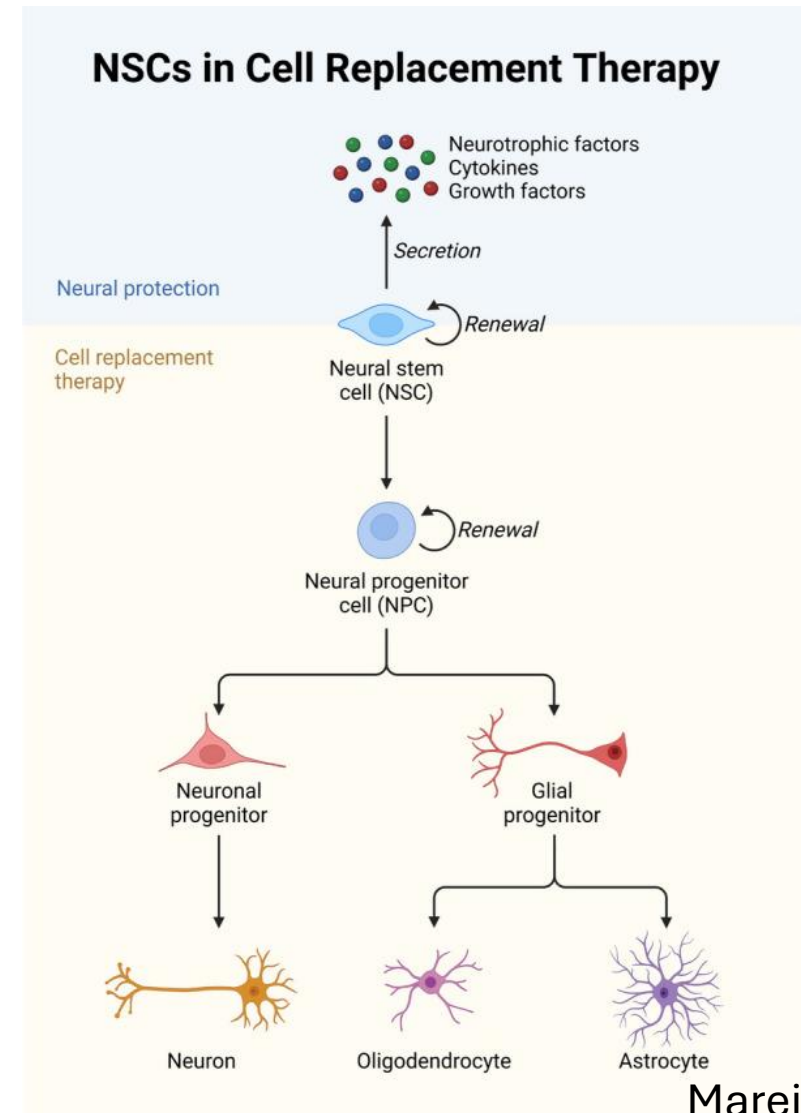 NSCs in Cell Replacement Therapy
Neurotrophic factors
Cytokines
Growth factors
Secretion
Neural protection
Renewal
Cell replacement
therapy
Neural stem
cell (NSC)
Renewal
Neural progenitor
cell (NPC)
Neuronal
progenitor
Glial
progenitor
Neuron
Oligodendrocyte
Astrocyte
Marei